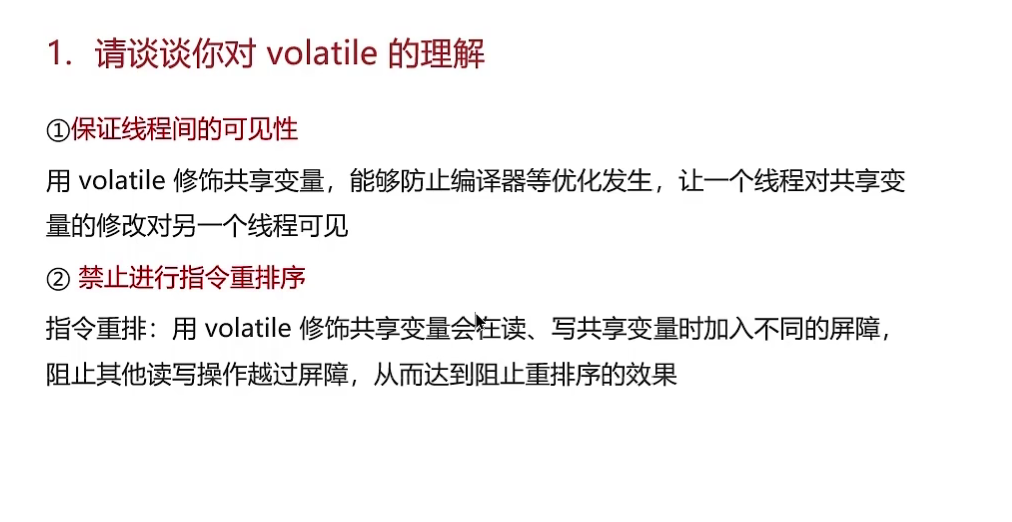 1. 请谈谈你对 volatile 的理解
①保证线程间的可见性
用 volatile 修饰共享变量，能够防止编译器等优化发生，让一个线程对共享变
量的修改对另一个线程可见
② 禁止进行指令重排序
指令重排：用 volatile 修饰共享变量会在读、写共享变量时加入不同的屏障，
阻止其他读写操作越过屏障，从而达到阻止重排序的效果